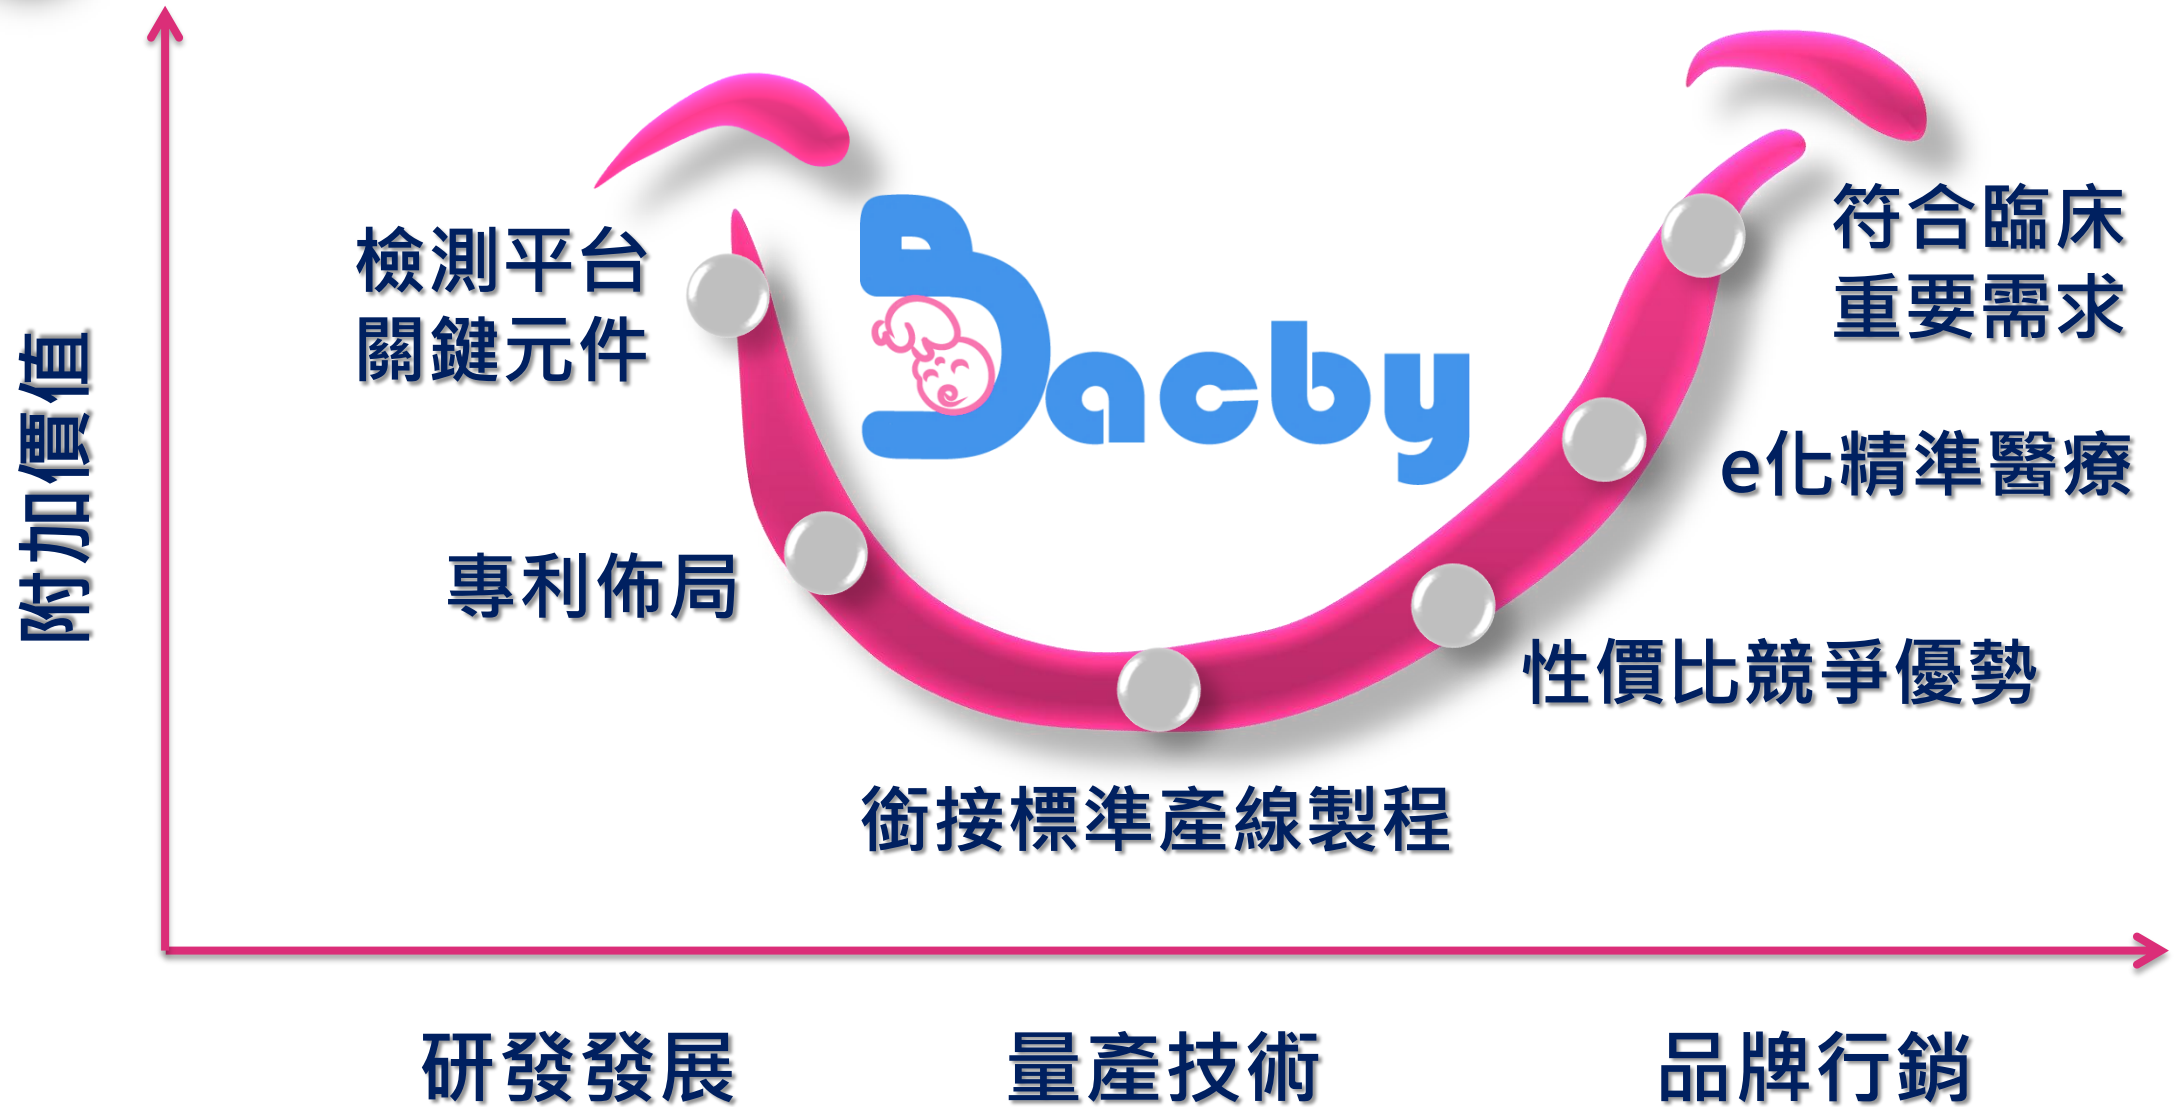 附加價值
檢測平台
關鍵元件
專利佈局
Bacby
銜接標準產線製程
性價比競爭優勢
e化精準醫療
符合臨床
重要需求
研發發展
量產技術
品牌行銷